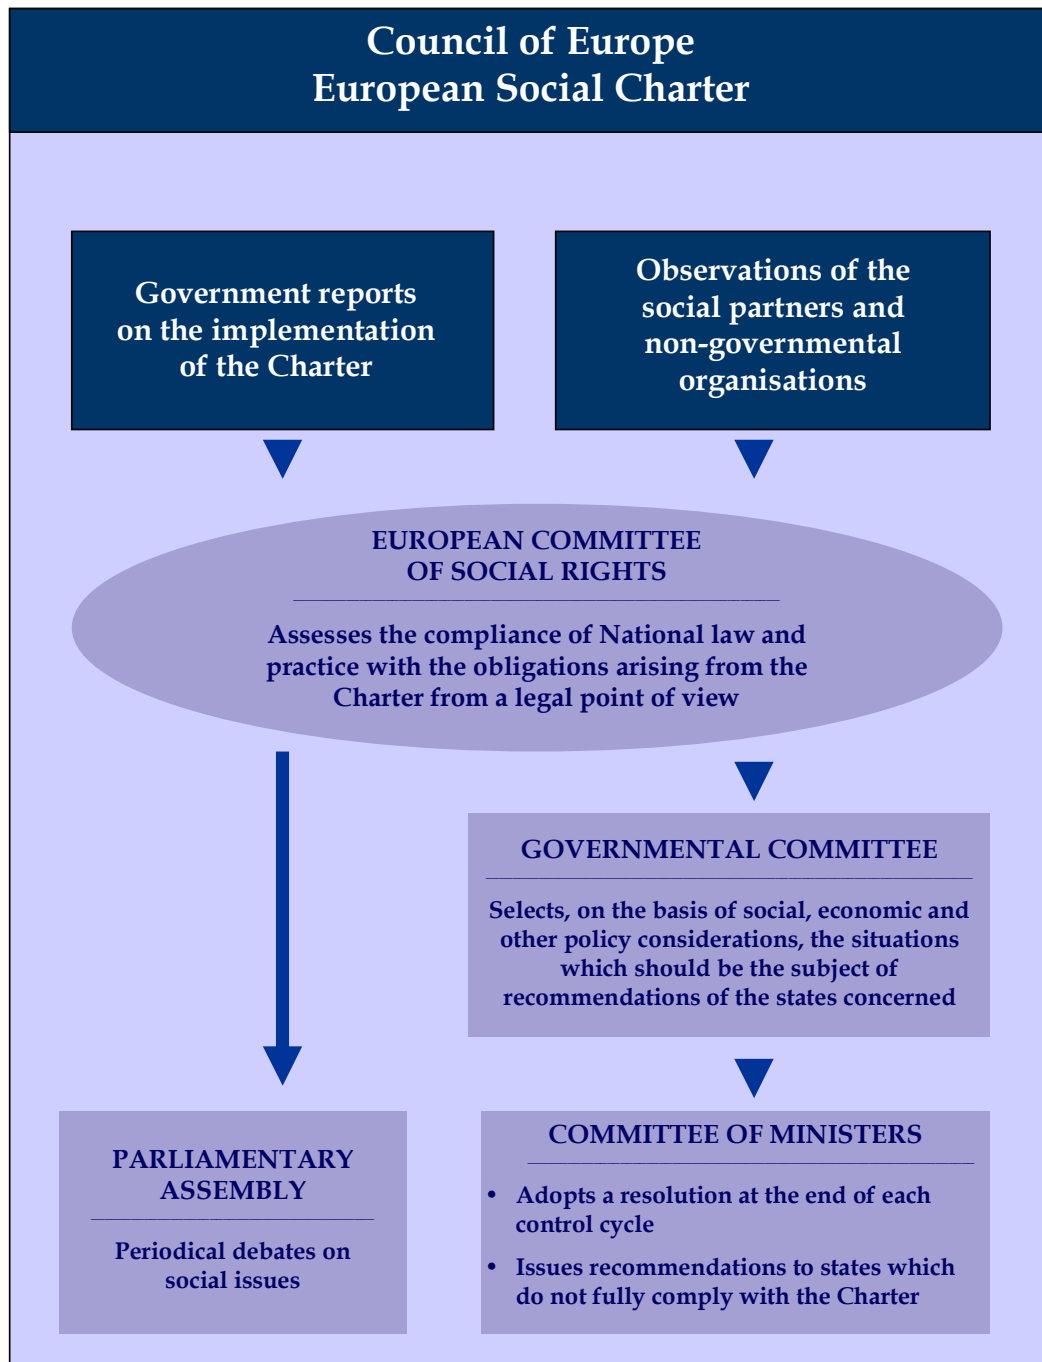 Council of Europe
European Social Charter
Government reports
on the implementation
of the Charter
Observations of the
social partners and
non-governmental
organisations
EUROPEAN COMMITTEE
OF SOCIAL RIGHTS
Assesses the compliance of National law and
practice with the obligations arising from the
Charter from a legal point of view
GOVERNMENTAL COMMITTEE
Selects, on the basis of social, economic and
other policy considerations, the situations
which should be the subject of
recommendations of the states concerned
PARLIAMENTARY
ASSEMBLY
Periodical debates on
social issues
COMMITTEE OF MINISTERS
• Adopts a resolution at the end of each
control cycle
• Issues recommendations to states which
do not fully comply with the Charter